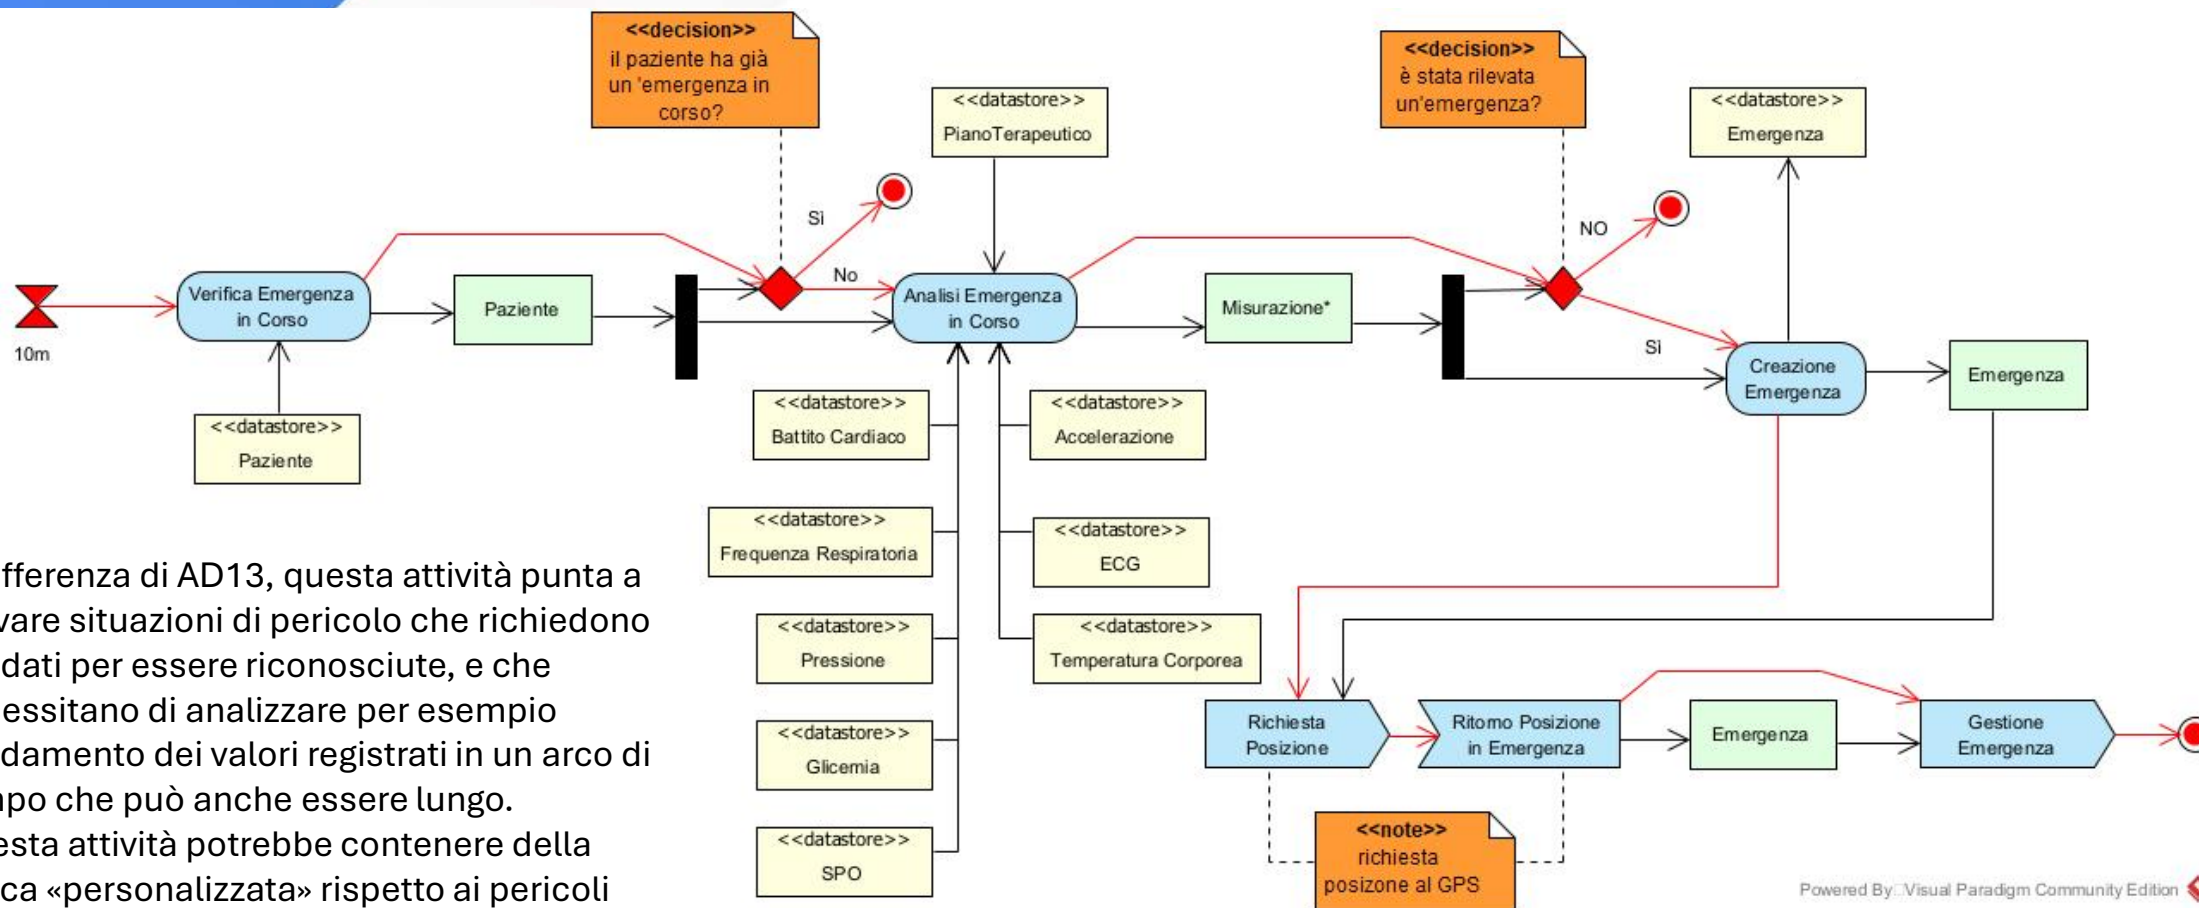 <<decision>>
il paziente ha già
un 'emergenza in
corso?
<<datastore>>
PianoTerapeutico
<<decision>>
è stata rilevata
un'emergenza?
<<datastore>>
Emergenza
Sì
NO
No
10m
Verifica Emergenza
in Corso
Paziente
Analisi Emergenza
in Corso
Misurazione*
Sì
Creazione
Emergenza
Emergenza
<<datastore>>
Paziente
<<datastore>>
Battito Cardiaco
<<datastore>>
Accelerazione
<<datastore>>
Frequenza Respiratoria
<<datastore>>
ECG
<<datastore>>
Pressione
<<datastore>>
Temperatura Corporea
<<datastore>>
Glicemia
<<datastore>>
SPO
fferenza di AD13, questa attività punta a
vare situazioni di pericolo che richiedono
dati per essere riconosciute, e che
essitano di analizzare per esempio
damento dei valori registrati in un arco di
npo che può anche essere lungo.
esta attività potrebbe contenere della
ca «personalizzata» rispetto ai pericoli
Richiesta
Posizione
Ritorno Posizione
in Emergenza
Emergenza
Gestione
Emergenza
<<note>>
richiesta
posizone al GPS
Powered By Visual Paradigm Community Edition